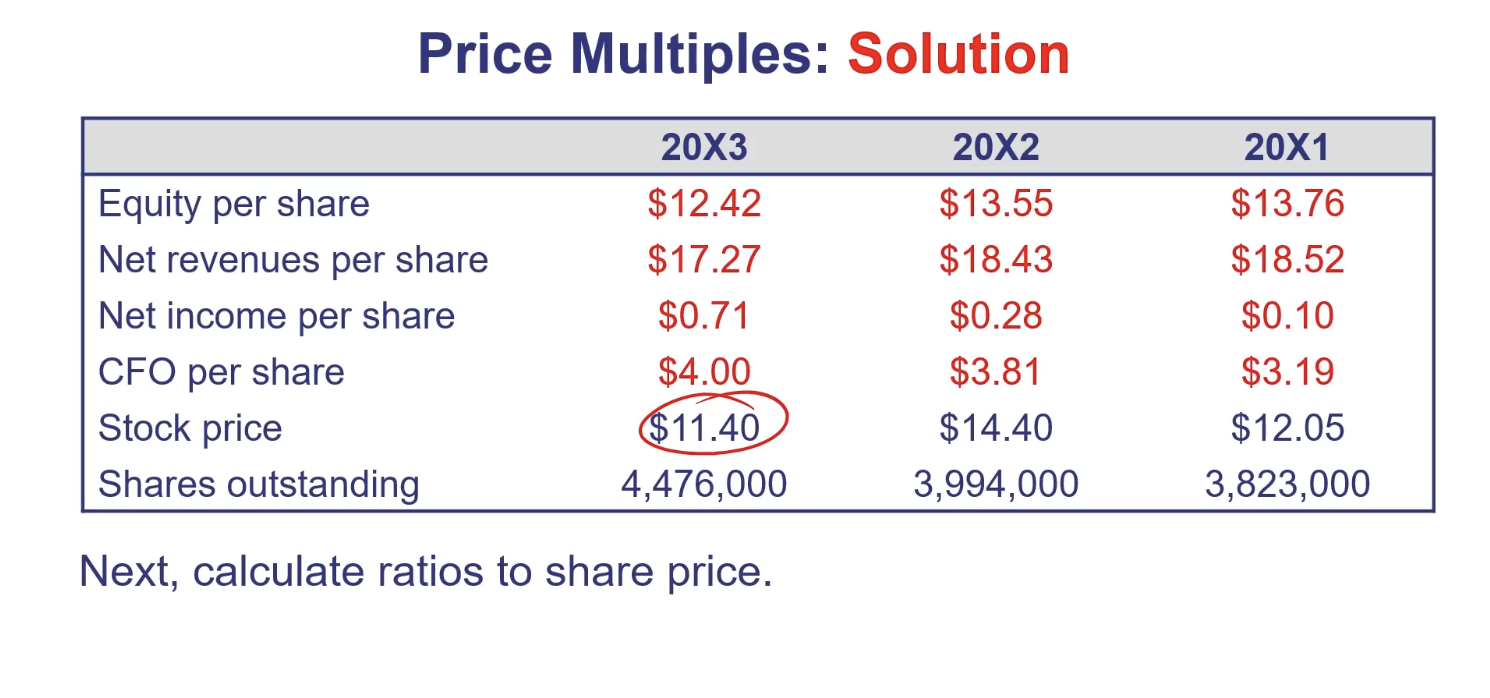 Price Multiples: Solution
20X3 20X2 20X1
Equity per share $12.42 $13.55 $13.76
Net revenues per share $17.27 $18.43 $18.52
Net income per share $0.71 $0.28 $0.10
CFO per share $4.00 $3.81 $3.19
Stock price $11.40 $14.40 $12.05
Shares outstanding 4,476,000 3,994,000 3,823,000
Next, calculate ratios to share price.